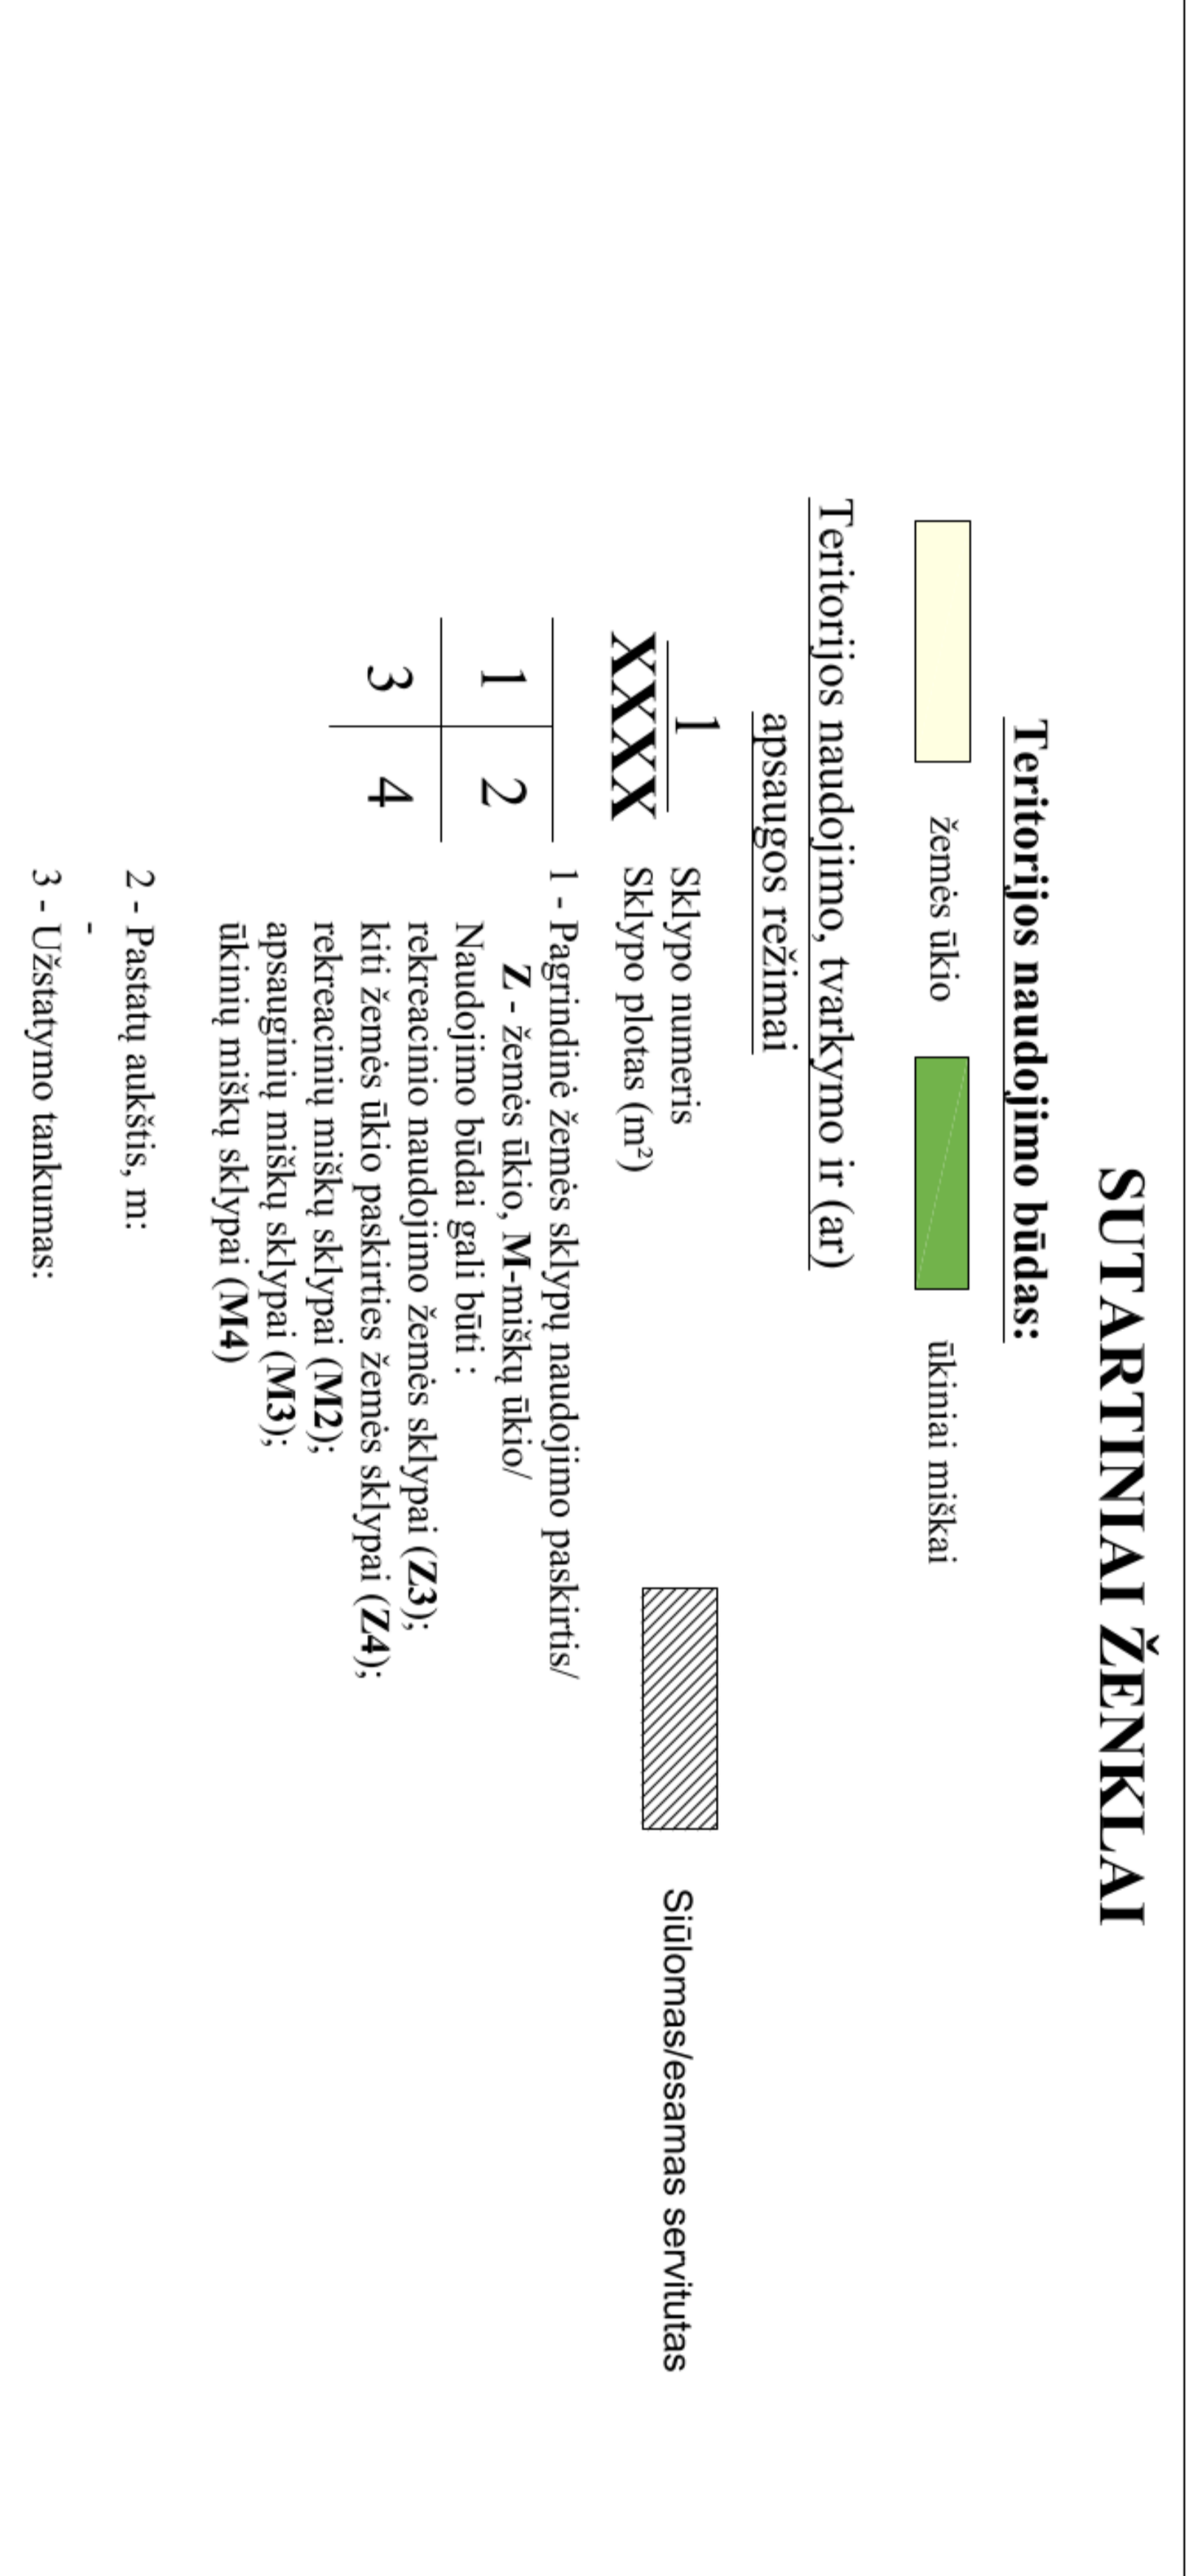 SUTARTINIAI ŽENKLAI
Teritorijos naudojimo būdas:
žemės ūkio
ūkiniai miškai
Teritorijos naudojimo, tvarkymo ir (ar)
apsaugos režimai
1
XXXX
Sklypo numeris
Sklypo plotas (m²)
Siūlomas/esamas servitutas
1 2
3 4
1 - Pagrindinė žemės sklypų naudojimo paskirtis/
Z - žemės ūkio, M-miškų ūkio/
Naudojimo būdai gali būti :
rekreacinio naudojimo žemės sklypai (Z3);
kiti žemės ūkio paskirties žemės sklypai (Z4);
rekreacinių miškų sklypai (M2);
apsauginių miškų sklypai (M3);
ūkinių miškų sklypai (M4)
2 - Pastatų aukštis, m:
-
3 - Užstatymo tankumas: